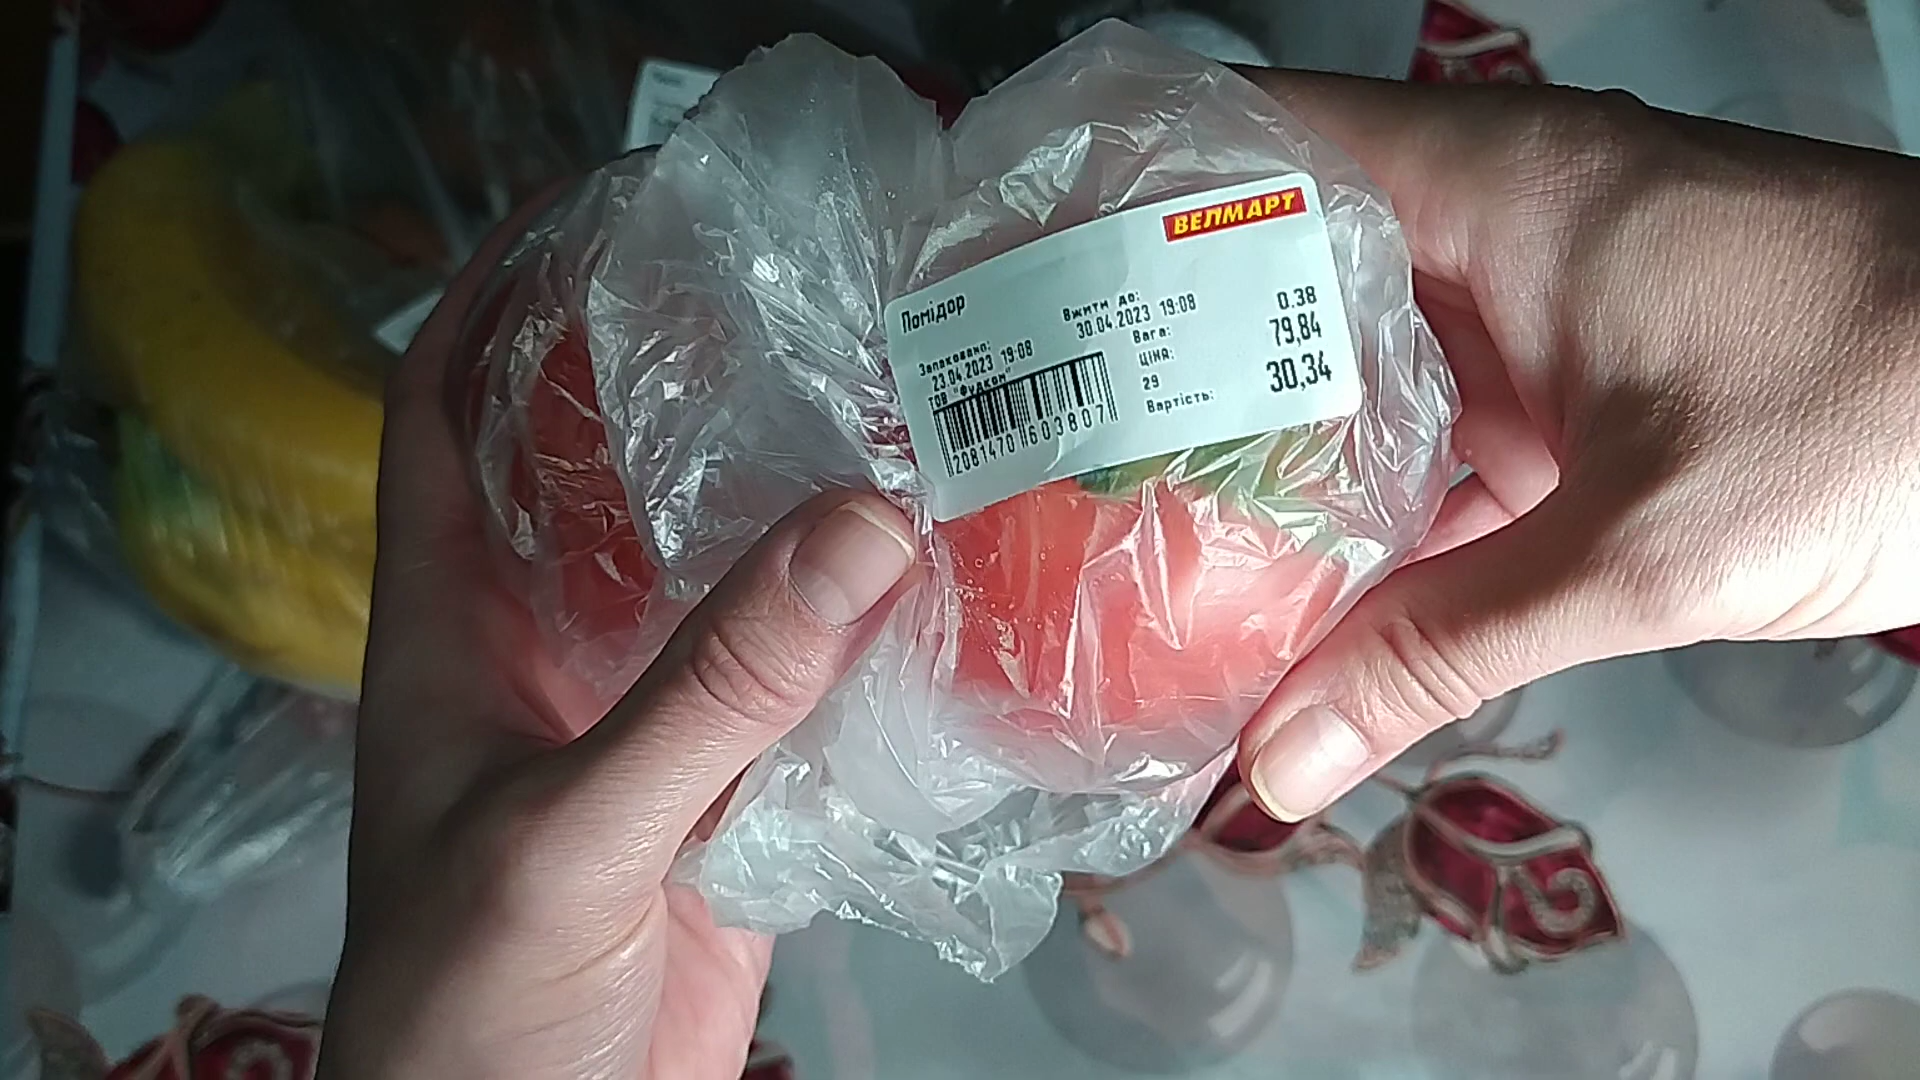 ВЕЛМАРТ
Помідор
Запаковано:
23.04.2023 19:08
ТОВ "Фудком"
2081470603807
Вжити до:
30.04.2023 19:08
Вага: 0.38
ЦІНА: 79,84
29
Вартість: 30,34